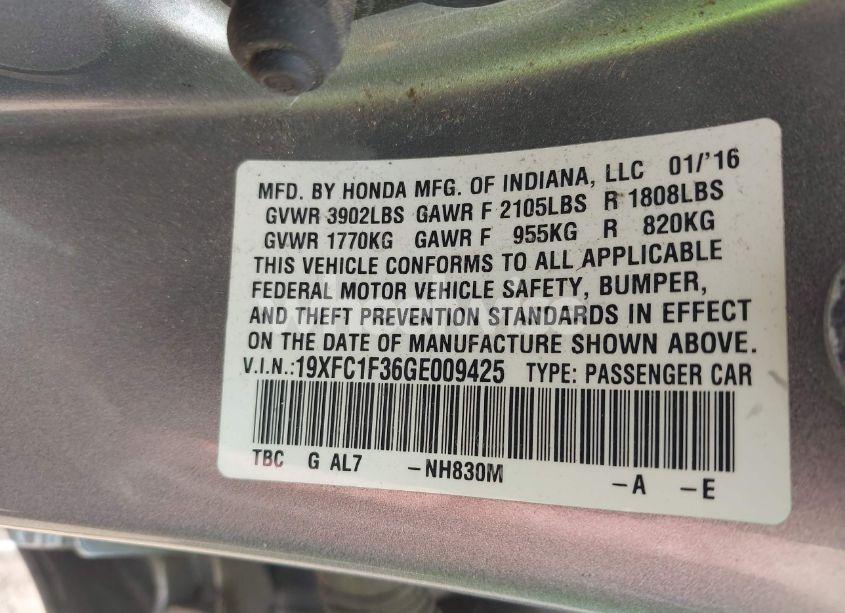 MFD. BY HONDA MFG. OF INDIANA, LLC 01/'16
GVWR 3902LBS GAWR F 2105LBS R 1808LBS
GVWR 1770KG GAWR F 955KG R 820KG
THIS VEHICLE CONFORMS TO ALL APPLICABLE
FEDERAL MOTOR VEHICLE SAFETY, BUMPER,
AND THEFT PREVENTION STANDARDS IN EFFECT
ON THE DATE OF MANUFACTURE SHOWN ABOVE.
V.I.N.:19XFC1F36GE009425 TYPE: PASSENGER CAR
TBC G AL7 -NH830M -A -E